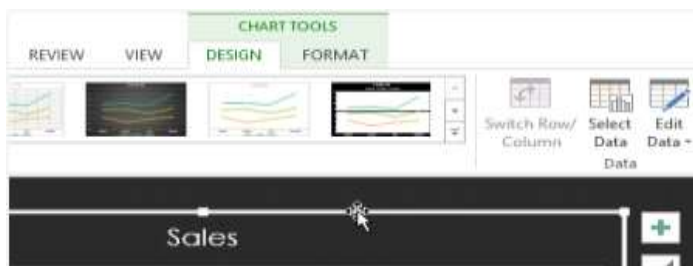 CHART TOOLS
REVIEW VIEW DESIGN FORMAT
Switch Row/ Column
Select Data
Edit Data
Data
Sales